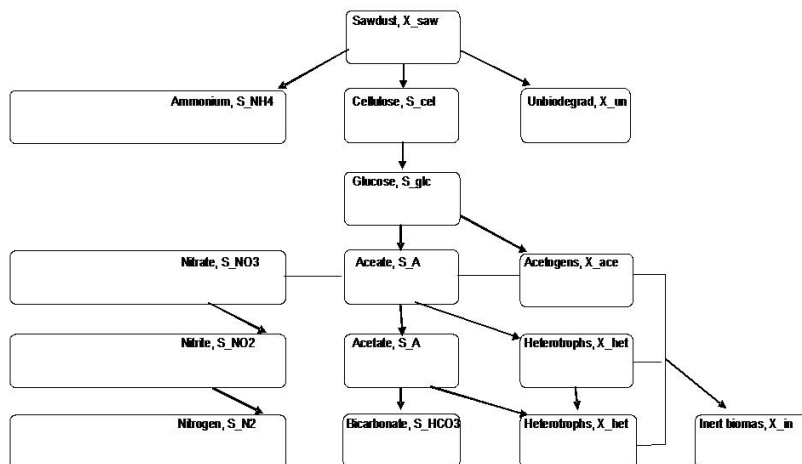 Sawdust, X_saw
Ammonium, S_NH4
Cellulose, S_cel
Unbiodegrad, X_un
Glucose, S_glc
Nitrate, S_NO3
Aceate, S_A
Acetogens, X_ace
Nitrite, S_NO2
Acetate, S_A
Heterotrophs, X_het
Nitrogen, S_N2
Bicarbonate, S_HCO3
Heterotrophs, X_het
Inert biomas, X_in